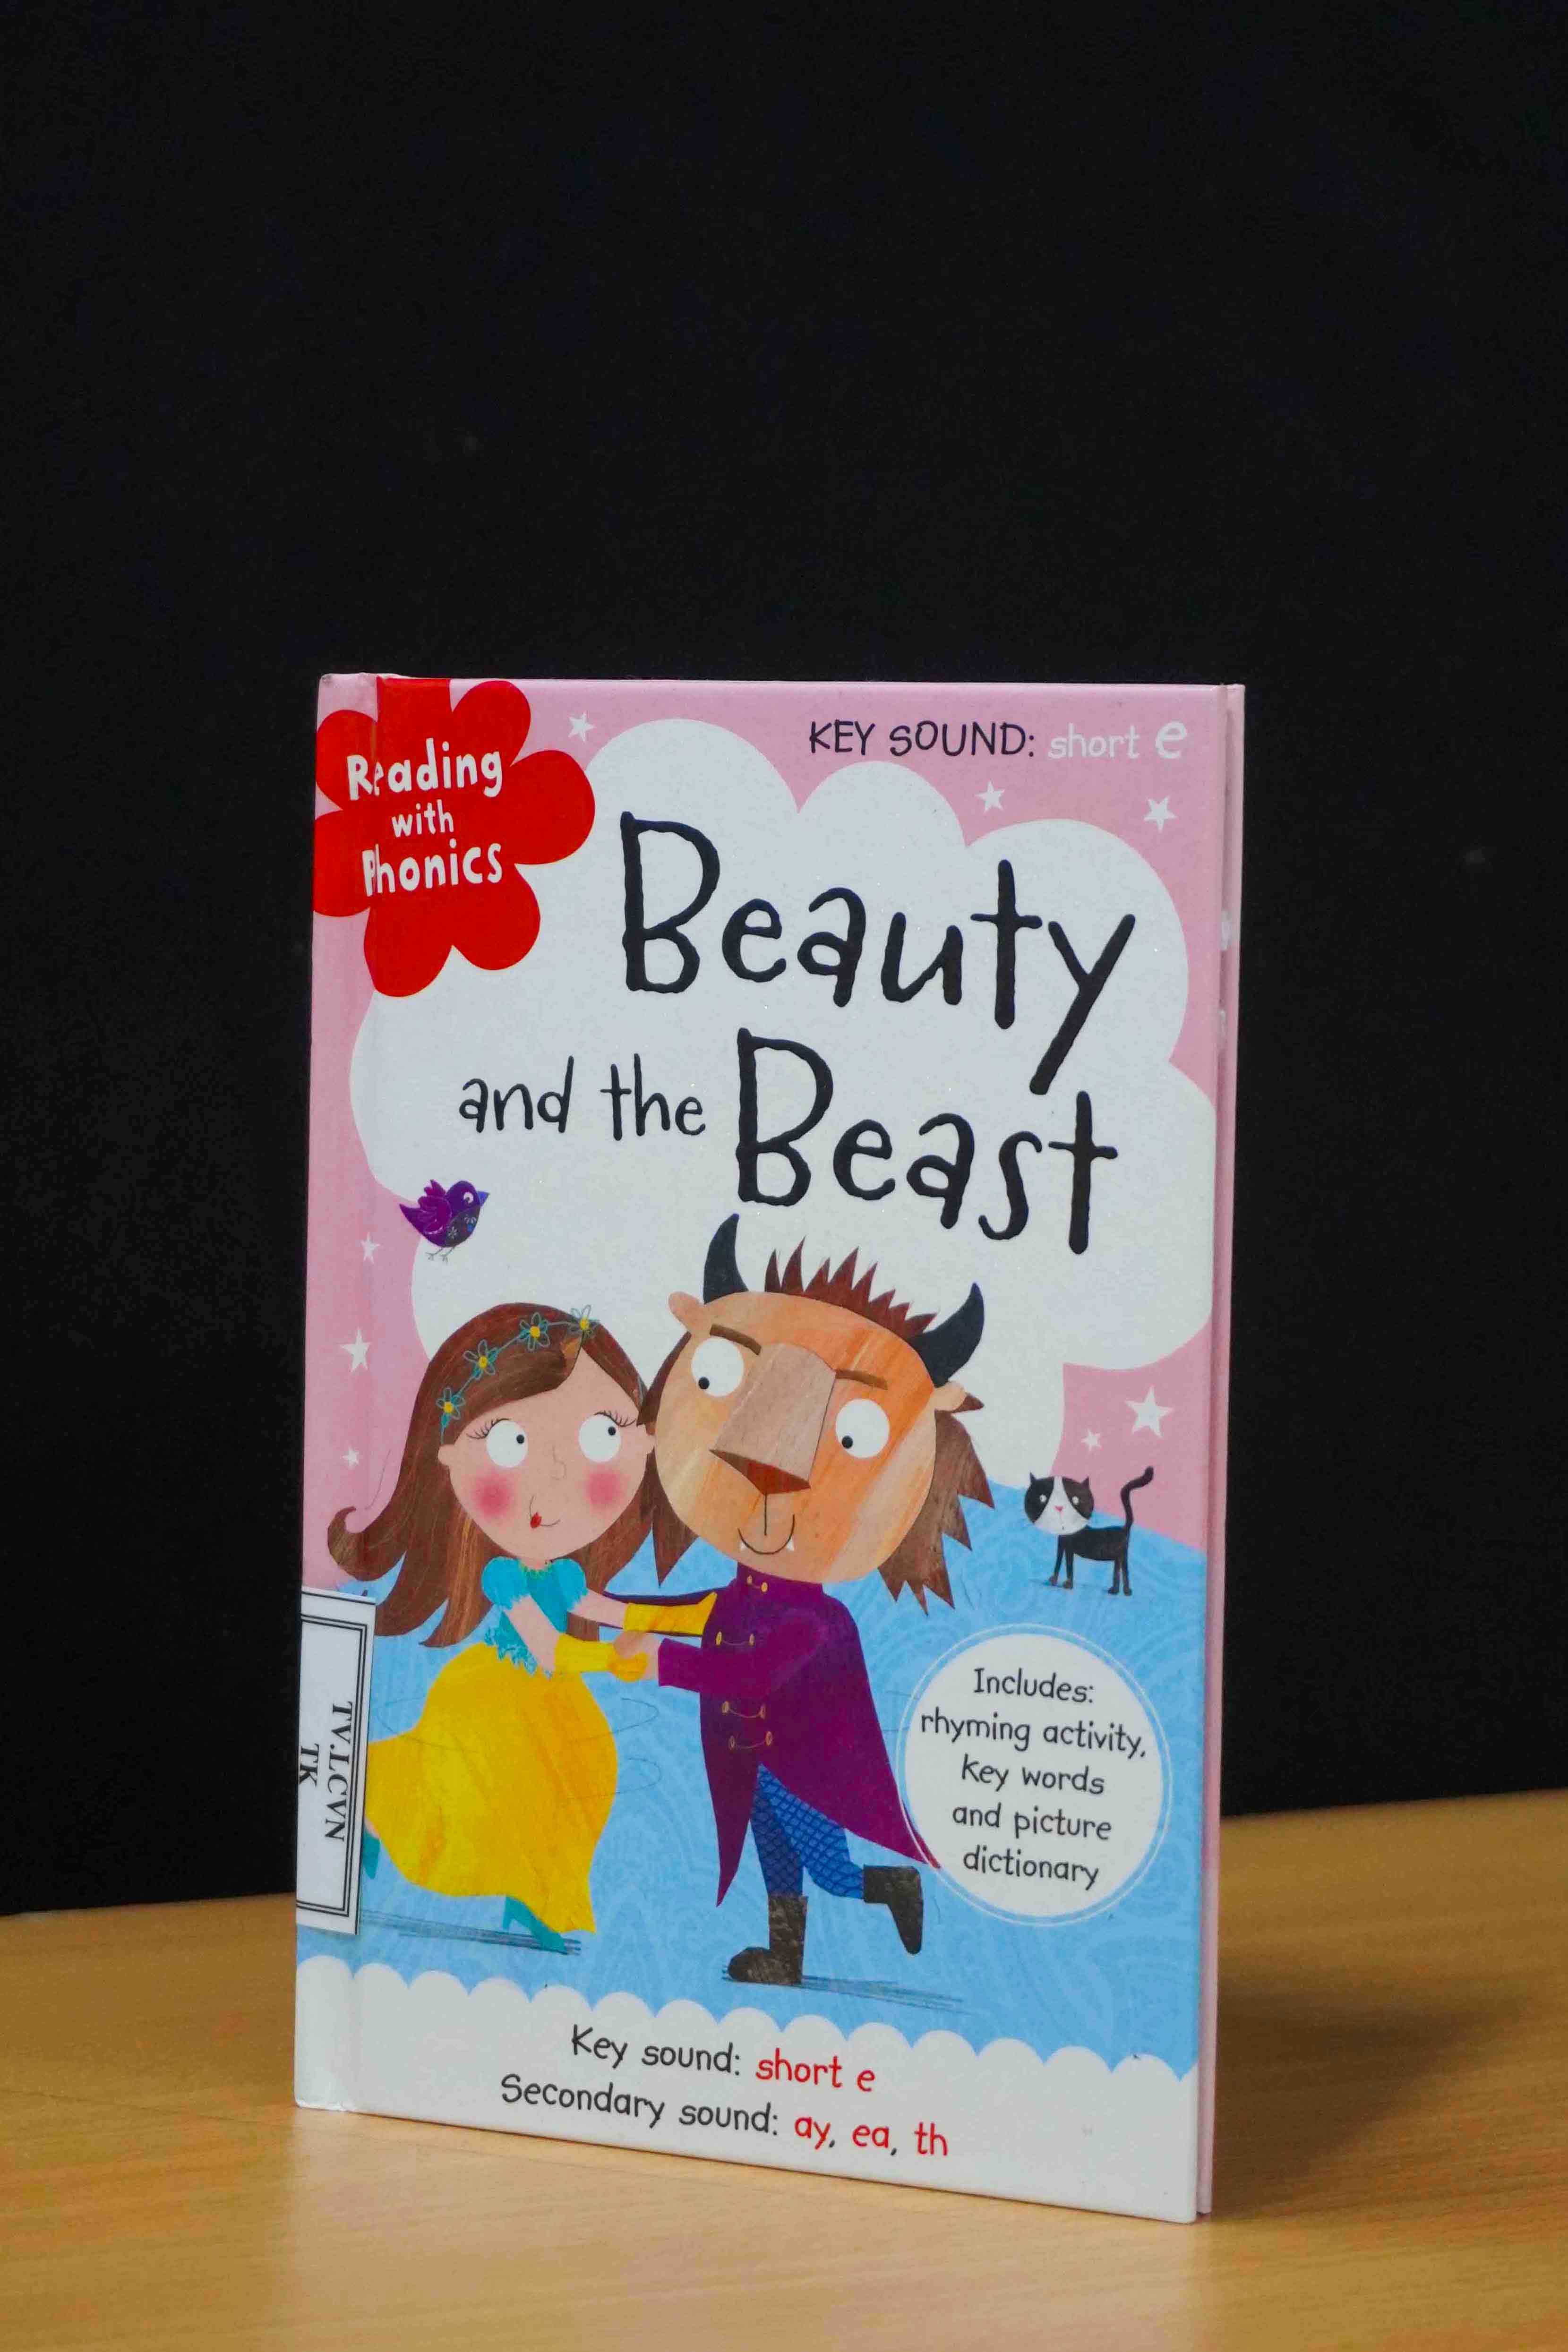 Reading
with
Phonics
KEY SOUND: short e
Beauty
and the Beast
TV.LCVN
TK
Includes:
rhyming activity,
key words
and picture
dictionary
Key sound: short e
Secondary sound: ay, ea, th